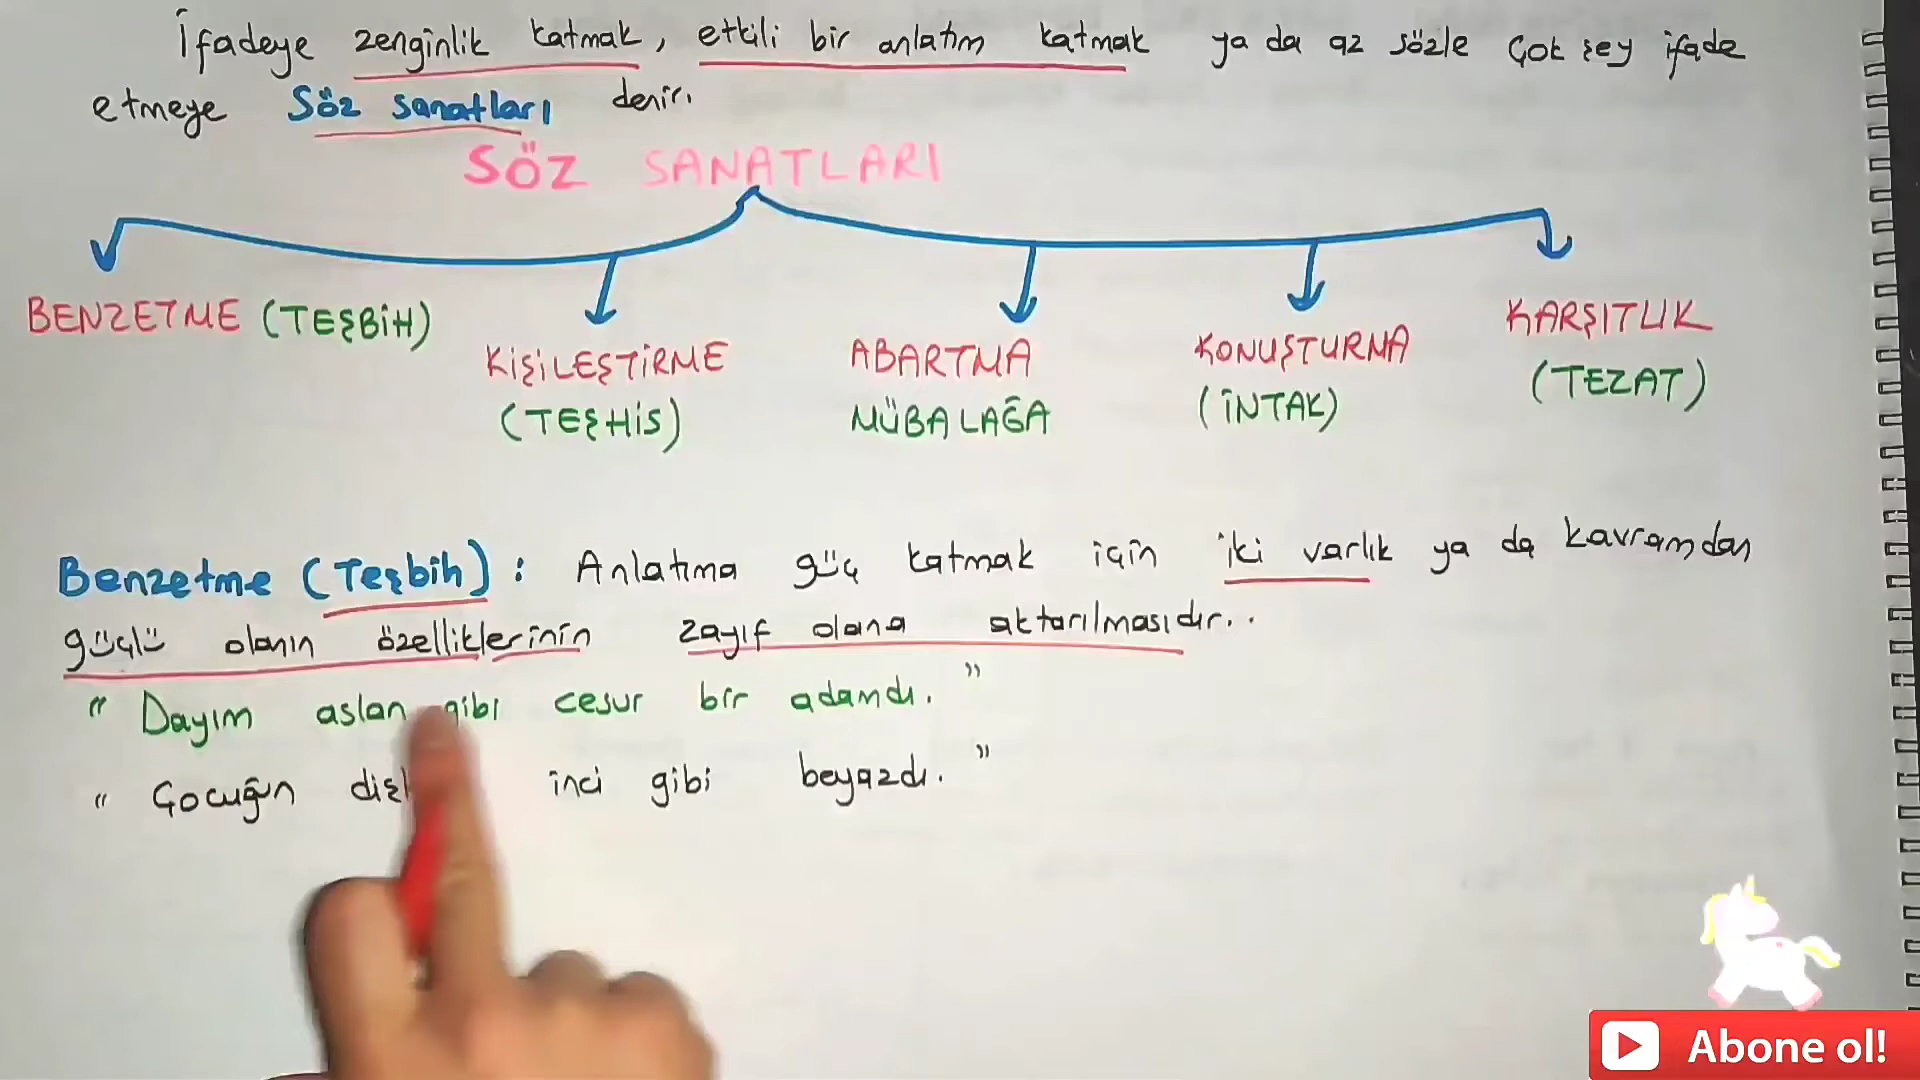 İfadeye zenginlik katmak, etkili bir anlatım katmak ya da az sözle çok şey ifade
etmeye Söz sanatları denir.
SÖZ SANATLARI
BENZETME (TEŞBİH)
KİŞİLEŞTİRME
(TEŞHİS)
ABARTMA
MÜBALAĞA
KONUŞTURMA
(İNTAK)
KARŞITLIK
(TEZAT)
Benzetme (Teşbih) : Anlatıma güç katmak için iki varlık ya da kavramdan
güçlü olanın özelliklerinin zayıf olana aktarılmasıdır..
" Dayım aslan gibi cesur bir adamdı. "
" Çocuğun inci gibi beyazdı. "
Abone ol!